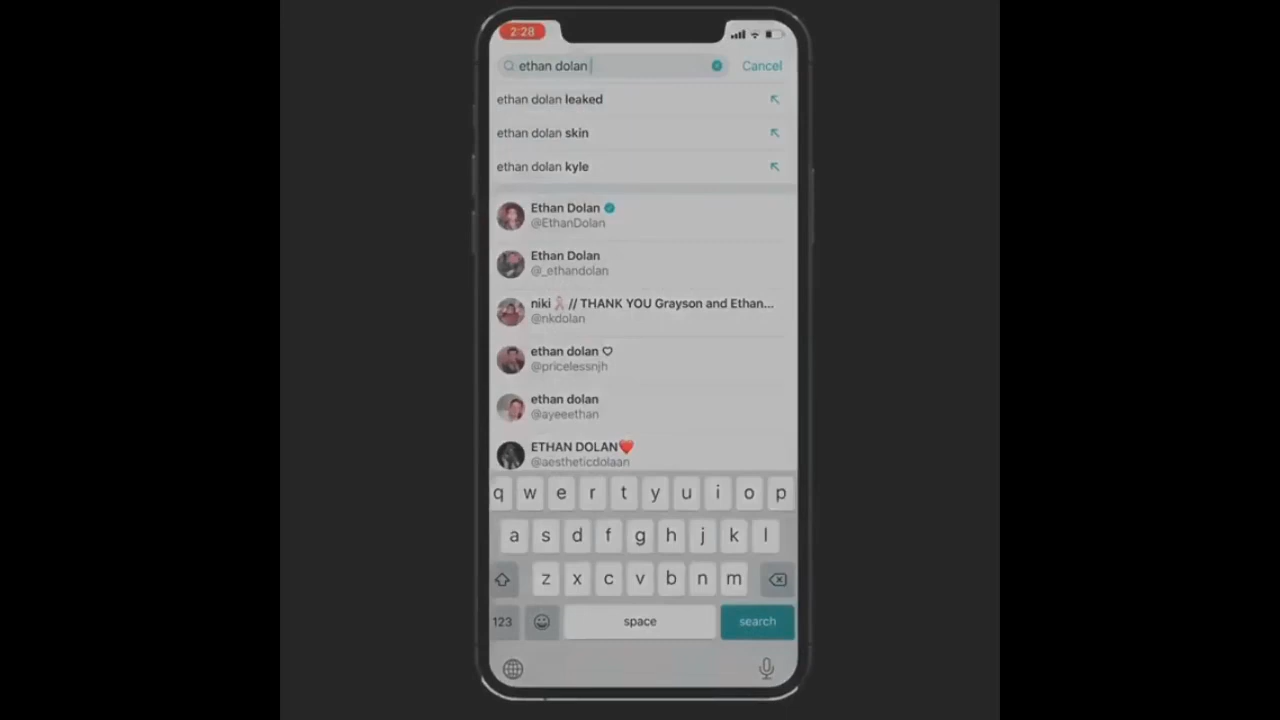 2:28
ethan dolan
Cancel
ethan dolan leaked
ethan dolan skin
ethan dolan kyle
Ethan Dolan
@EthanDolan
Ethan Dolan
@_ethandolan
niki🎗️// THANK YOU Grayson and Ethan...
@nkdolan
ethan dolan ♡
@pricelessnjh
ethan dolan
@ayeeethan
ETHAN DOLAN❤️
@aestheticdolaan
q w e r t y u i o p
a s d f g h j k l
z x c v b n m
123 space search